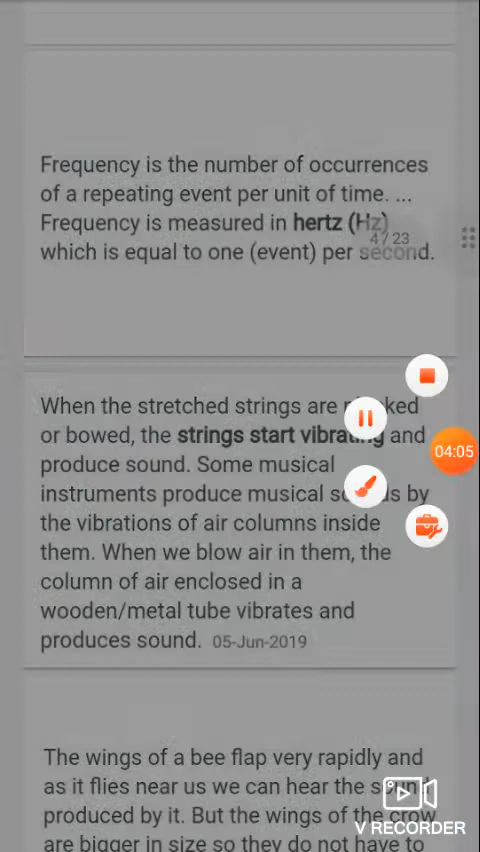 Frequency is the number of occurrences
of a repeating event per unit of time. ...
Frequency is measured in hertz (Hz)
4 / 23
which is equal to one (event) per second.
When the stretched strings are plucked
or bowed, the strings start vibrating and
produce sound. Some musical
instruments produce musical sounds by
the vibrations of air columns inside
them. When we blow air in them, the
column of air enclosed in a
wooden/metal tube vibrates and
produces sound. 05-Jun-2019
04:05
The wings of a bee flap very rapidly and
as it flies near us we can hear the sound
produced by it. But the wings of the crow
are bigger in size so they do not have to
V RECORDER